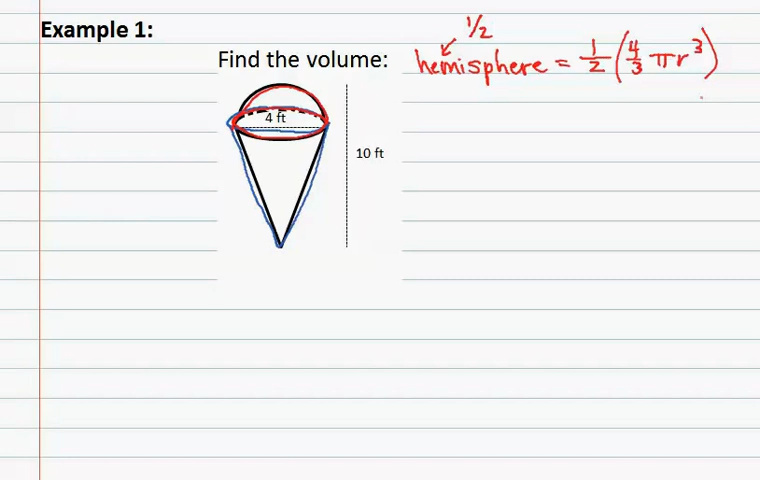 Example 1:
1/2
Find the volume:
hemisphere = 1/2 (4/3 πr³)
4 ft
10 ft